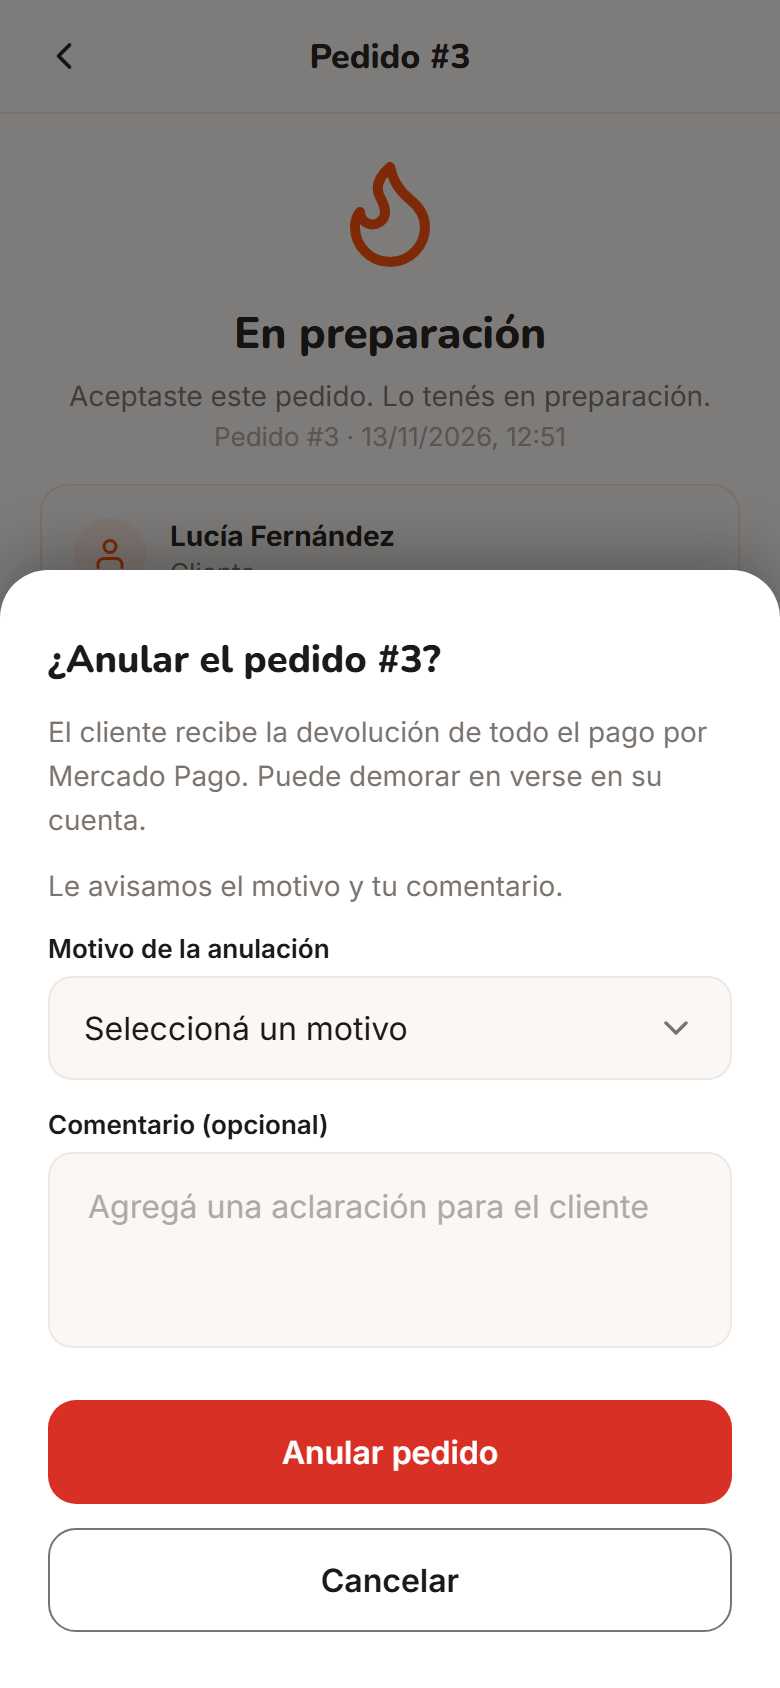 Pedido #3
En preparación
Aceptaste este pedido. Lo tenés en preparación.
Pedido #3 · 13/11/2026, 12:51
Lucía Fernández
Cliente
¿Anular el pedido #3?
El cliente recibe la devolución de todo el pago por
Mercado Pago. Puede demorar en verse en su
cuenta.
Le avisamos el motivo y tu comentario.
Motivo de la anulación
Seleccioná un motivo
Comentario (opcional)
Agregá una aclaración para el cliente
Anular pedido
Cancelar